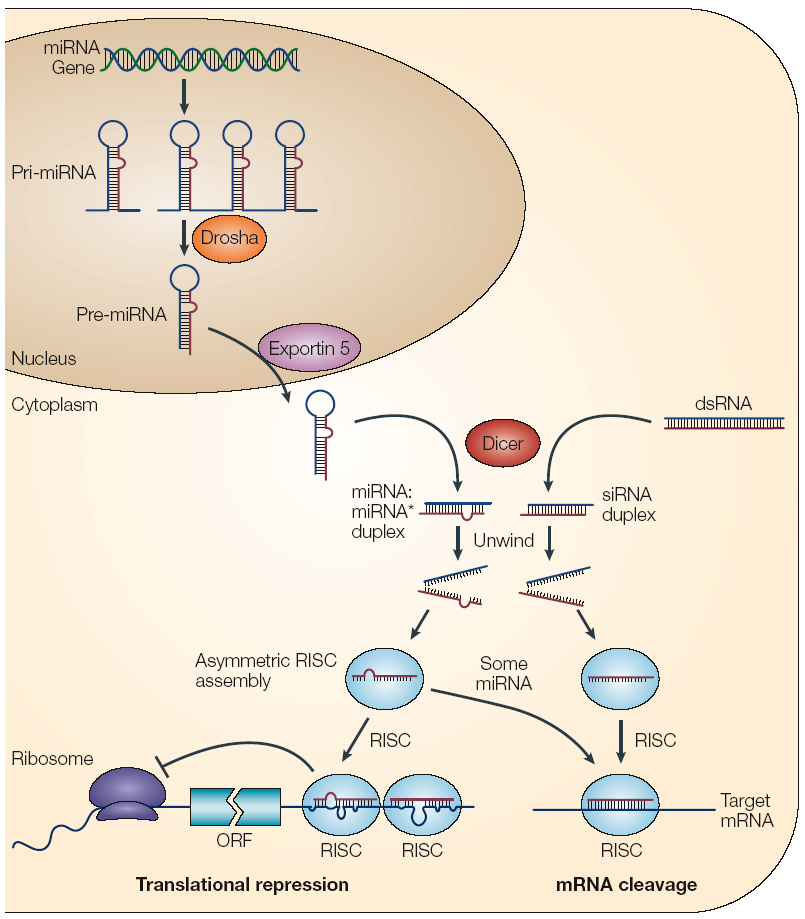 miRNA
Gene
Pri-miRNA
Drosha
Pre-miRNA
Exportin 5
Nucleus
Cytoplasm
dsRNA
Dicer
miRNA:
miRNA*
duplex
siRNA
duplex
Unwind
Asymmetric RISC
assembly
Some
miRNA
RISC
RISC
Ribosome
Target
mRNA
ORF
RISC
RISC
RISC
Translational repression
mRNA cleavage